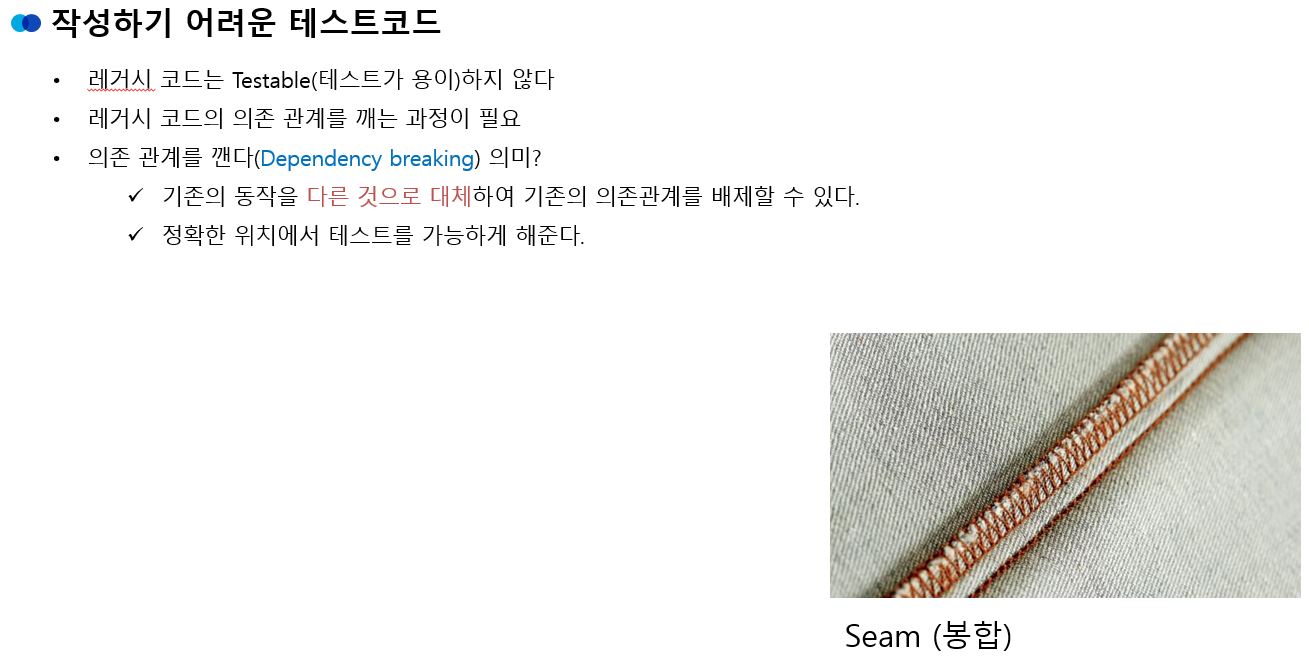 작성하기 어려운 테스트코드
• 레거시 코드는 Testable(테스트가 용이)하지 않다
• 레거시 코드의 의존 관계를 깨는 과정이 필요
• 의존 관계를 깬다(Dependency breaking) 의미?
✓ 기존의 동작을 다른 것으로 대체하여 기존의 의존관계를 배제할 수 있다.
✓ 정확한 위치에서 테스트를 가능하게 해준다.
Seam (봉합)